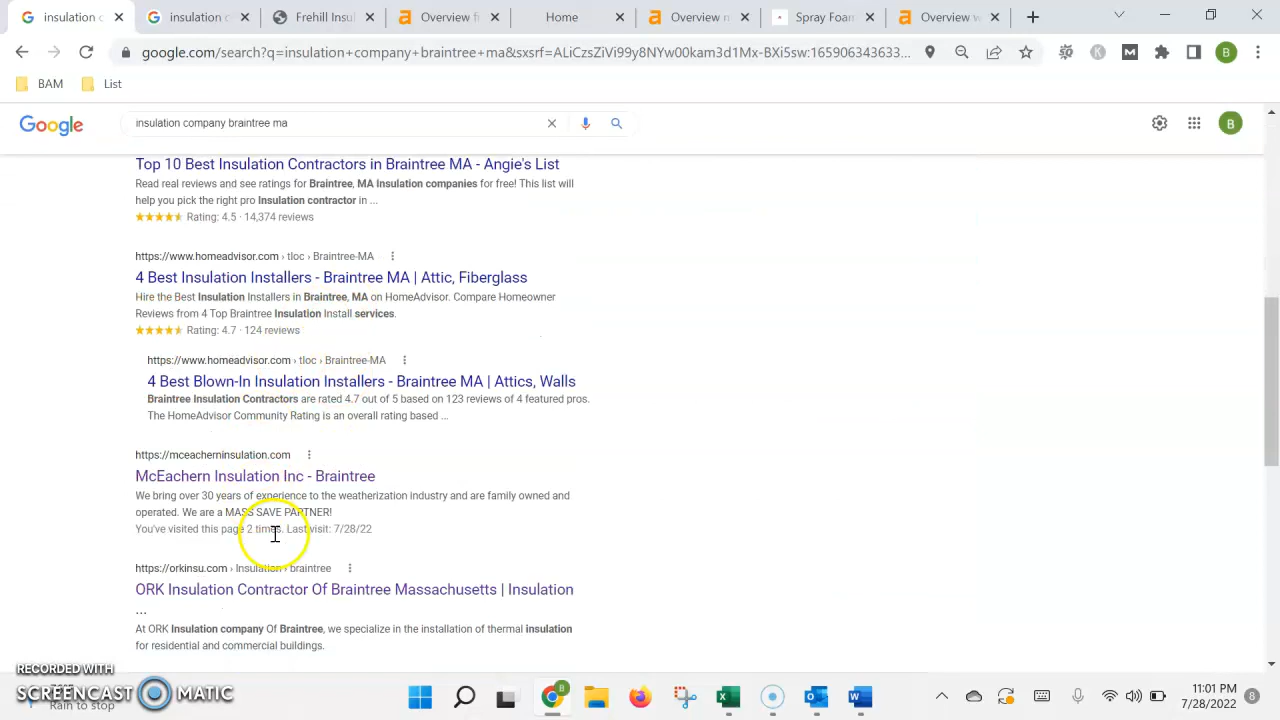 insulation c
insulation c
Frehill Insul
Overview fi
Home
Overview n
Spray Foam
Overview w
google.com/search?q=insulation+company+braintree+ma&sxsrf=ALiCzsZiVi99y8NYw00kam3d1Mx-BXi5sw:165906343633...
B
BAM
List
Google
insulation company braintree ma
B
Top 10 Best Insulation Contractors in Braintree MA - Angie's List
Read real reviews and see ratings for Braintree, MA Insulation companies for free! This list will
help you pick the right pro Insulation contractor in ...
Rating: 4.5 · 14,374 reviews
https://www.homeadvisor.com › tloc › Braintree-MA
4 Best Insulation Installers - Braintree MA | Attic, Fiberglass
Hire the Best Insulation Installers in Braintree, MA on HomeAdvisor. Compare Homeowner
Reviews from 4 Top Braintree Insulation Install services.
Rating: 4.7 · 124 reviews
https://www.homeadvisor.com › tloc › Braintree-MA
4 Best Blown-In Insulation Installers - Braintree MA | Attics, Walls
Braintree Insulation Contractors are rated 4.7 out of 5 based on 123 reviews of 4 featured pros.
The HomeAdvisor Community Rating is an overall rating based ...
https://mceacherninsulation.com
McEachern Insulation Inc - Braintree
We bring over 30 years of experience to the weatherization industry and are family owned and
operated. We are a MASS SAVE PARTNER!
You've visited this page 2 times. Last visit: 7/28/22
https://orkinsu.com › Insulation › braintree
ORK Insulation Contractor Of Braintree Massachusetts | Insulation
...
At ORK Insulation company Of Braintree, we specialize in the installation of thermal insulation
for residential and commercial buildings.
RECORDED WITH
SCREENCAST MATIC
Rain to stop
11:01 PM
7/28/2022
8